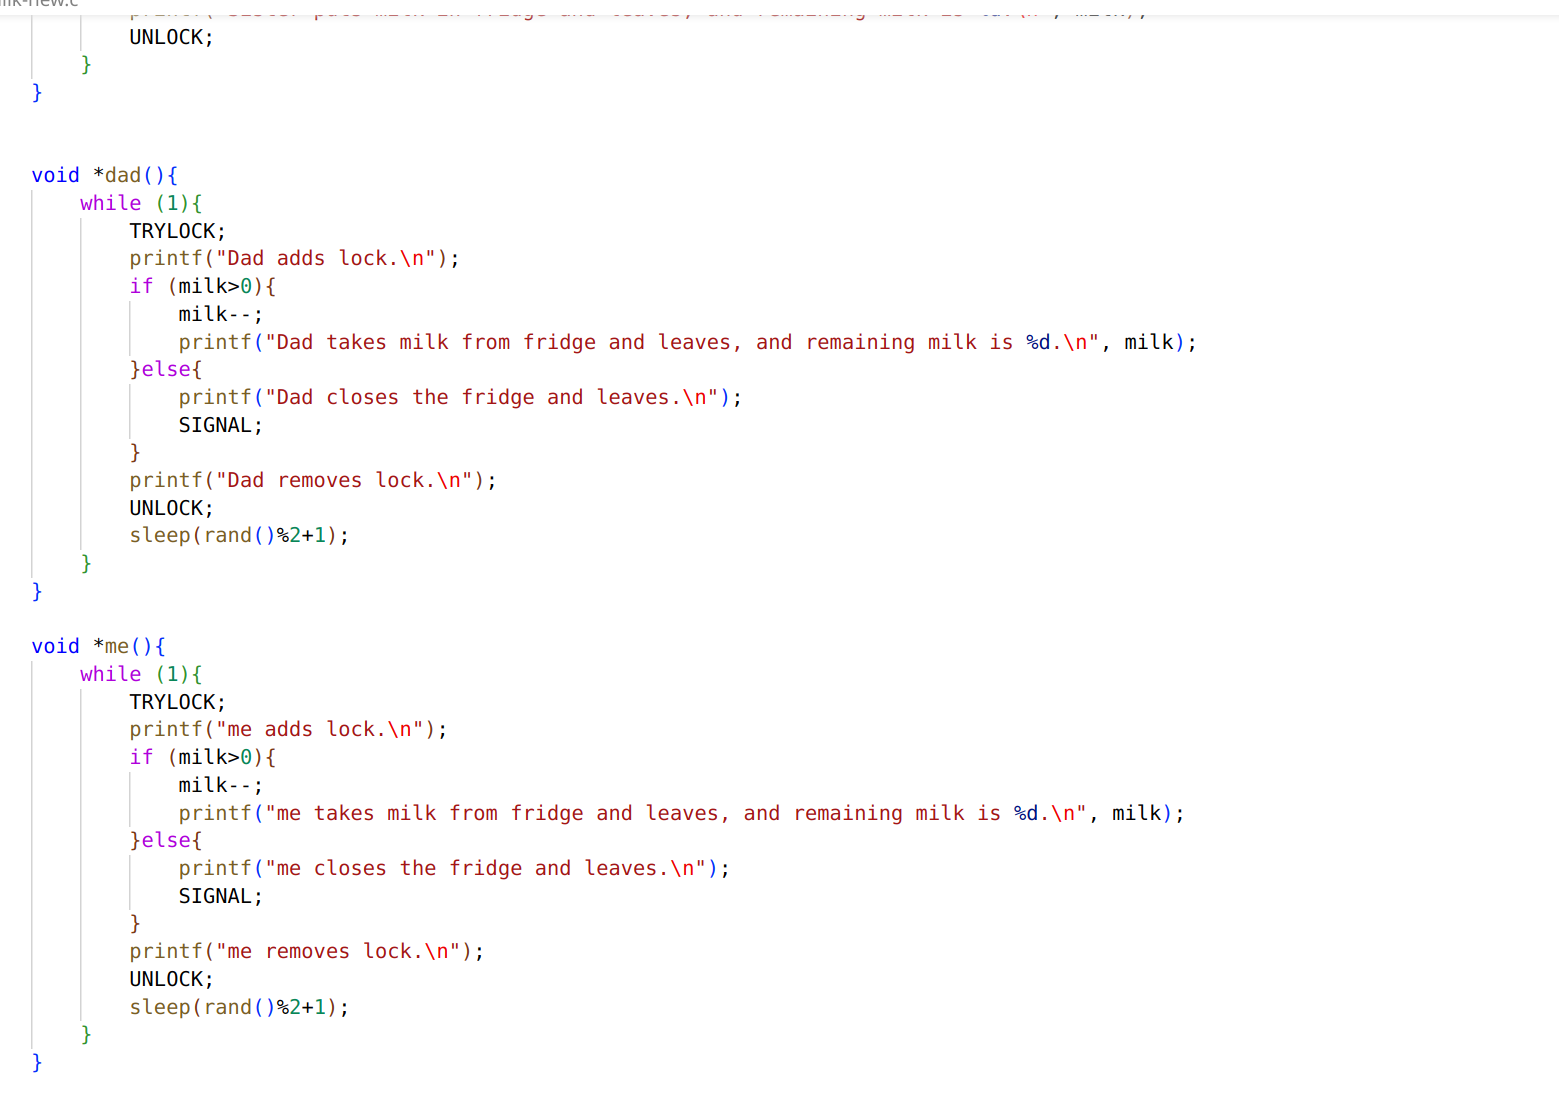 milk-new.c
UNLOCK;
}
}
void *dad(){
while (1){
TRYLOCK;
printf("Dad adds lock.\n");
if (milk>0){
milk--;
printf("Dad takes milk from fridge and leaves, and remaining milk is %d.\n", milk);
}else{
printf("Dad closes the fridge and leaves.\n");
SIGNAL;
}
printf("Dad removes lock.\n");
UNLOCK;
sleep(rand()%2+1);
}
}
void *me(){
while (1){
TRYLOCK;
printf("me adds lock.\n");
if (milk>0){
milk--;
printf("me takes milk from fridge and leaves, and remaining milk is %d.\n", milk);
}else{
printf("me closes the fridge and leaves.\n");
SIGNAL;
}
printf("me removes lock.\n");
UNLOCK;
sleep(rand()%2+1);
}
}